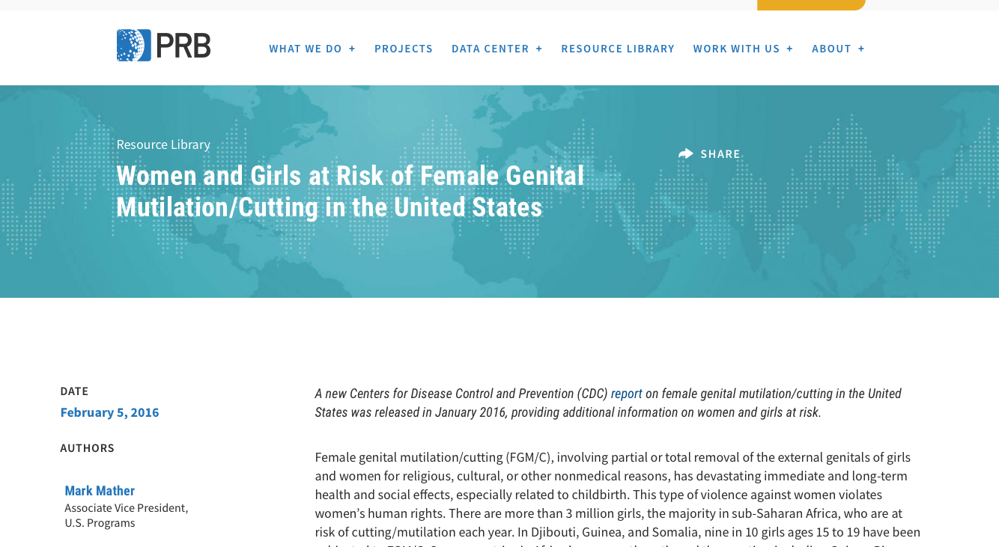 PRB
WHAT WE DO +
PROJECTS
DATA CENTER +
RESOURCE LIBRARY
WORK WITH US +
ABOUT +
Resource Library
Women and Girls at Risk of Female Genital
Mutilation/Cutting in the United States
SHARE
DATE
February 5, 2016
AUTHORS
Mark Mather
Associate Vice President,
U.S. Programs
A new Centers for Disease Control and Prevention (CDC) report on female genital mutilation/cutting in the United
States was released in January 2016, providing additional information on women and girls at risk.
Female genital mutilation/cutting (FGM/C), involving partial or total removal of the external genitals of girls
and women for religious, cultural, or other nonmedical reasons, has devastating immediate and long-term
health and social effects, especially related to childbirth. This type of violence against women violates
women’s human rights. There are more than 3 million girls, the majority in sub-Saharan Africa, who are at
risk of cutting/mutilation each year. In Djibouti, Guinea, and Somalia, nine in 10 girls ages 15 to 19 have been